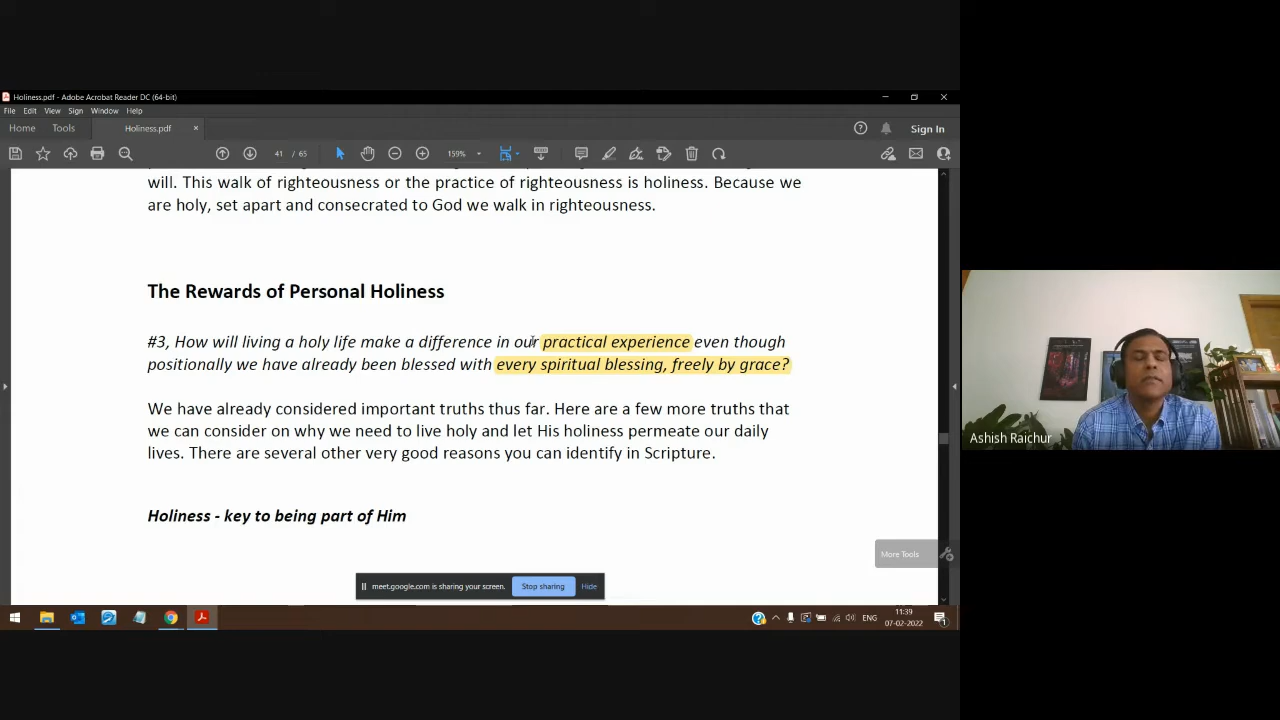 Holiness.pdf - Adobe Acrobat Reader DC (64-bit)
File Edit View Sign Window Help
Home Tools Holiness.pdf × Sign In
41 / 65 159%
will. This walk of righteousness or the practice of righteousness is holiness. Because we
are holy, set apart and consecrated to God we walk in righteousness.
The Rewards of Personal Holiness
#3, How will living a holy life make a difference in our practical experience even though
positionally we have already been blessed with every spiritual blessing, freely by grace?
We have already considered important truths thus far. Here are a few more truths that
we can consider on why we need to live holy and let His holiness permeate our daily
lives. There are several other very good reasons you can identify in Scripture.
Holiness - key to being part of Him
Ashish Raichur
More Tools
meet.google.com is sharing your screen. Stop sharing Hide
ENG
11:39
07-02-2022